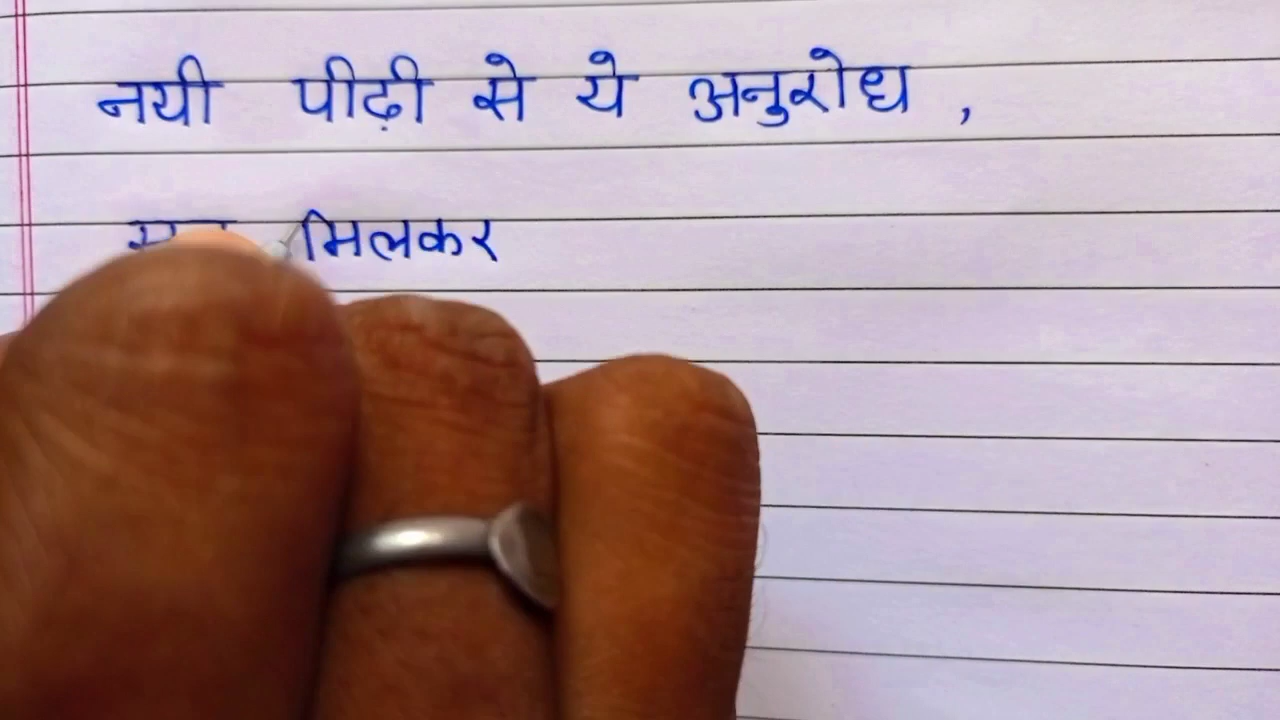 नयी पीढ़ी से ये अनुरोध ,
मिलकर